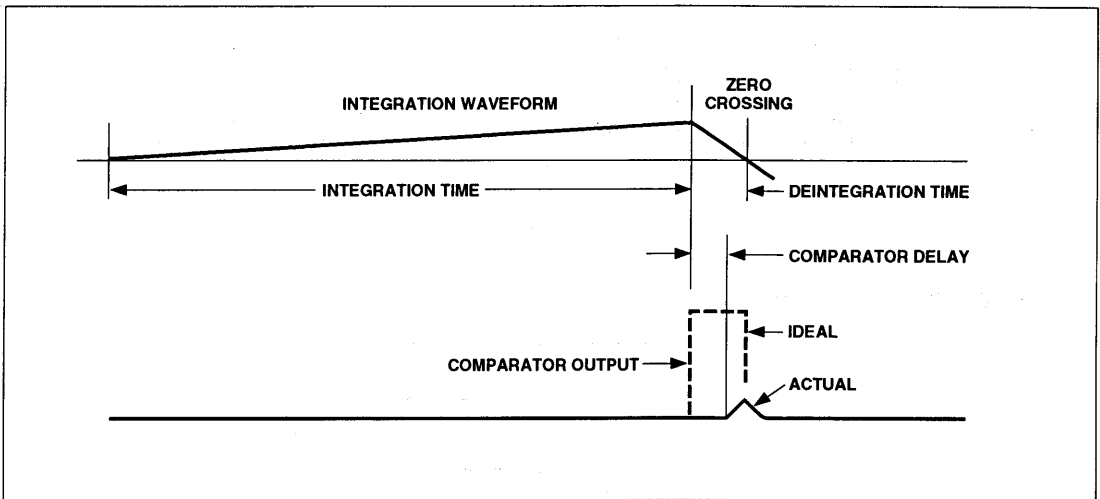 ZERO
CROSSING
INTEGRATION WAVEFORM
INTEGRATION TIME
DEINTEGRATION TIME
COMPARATOR DELAY
IDEAL
COMPARATOR OUTPUT
ACTUAL